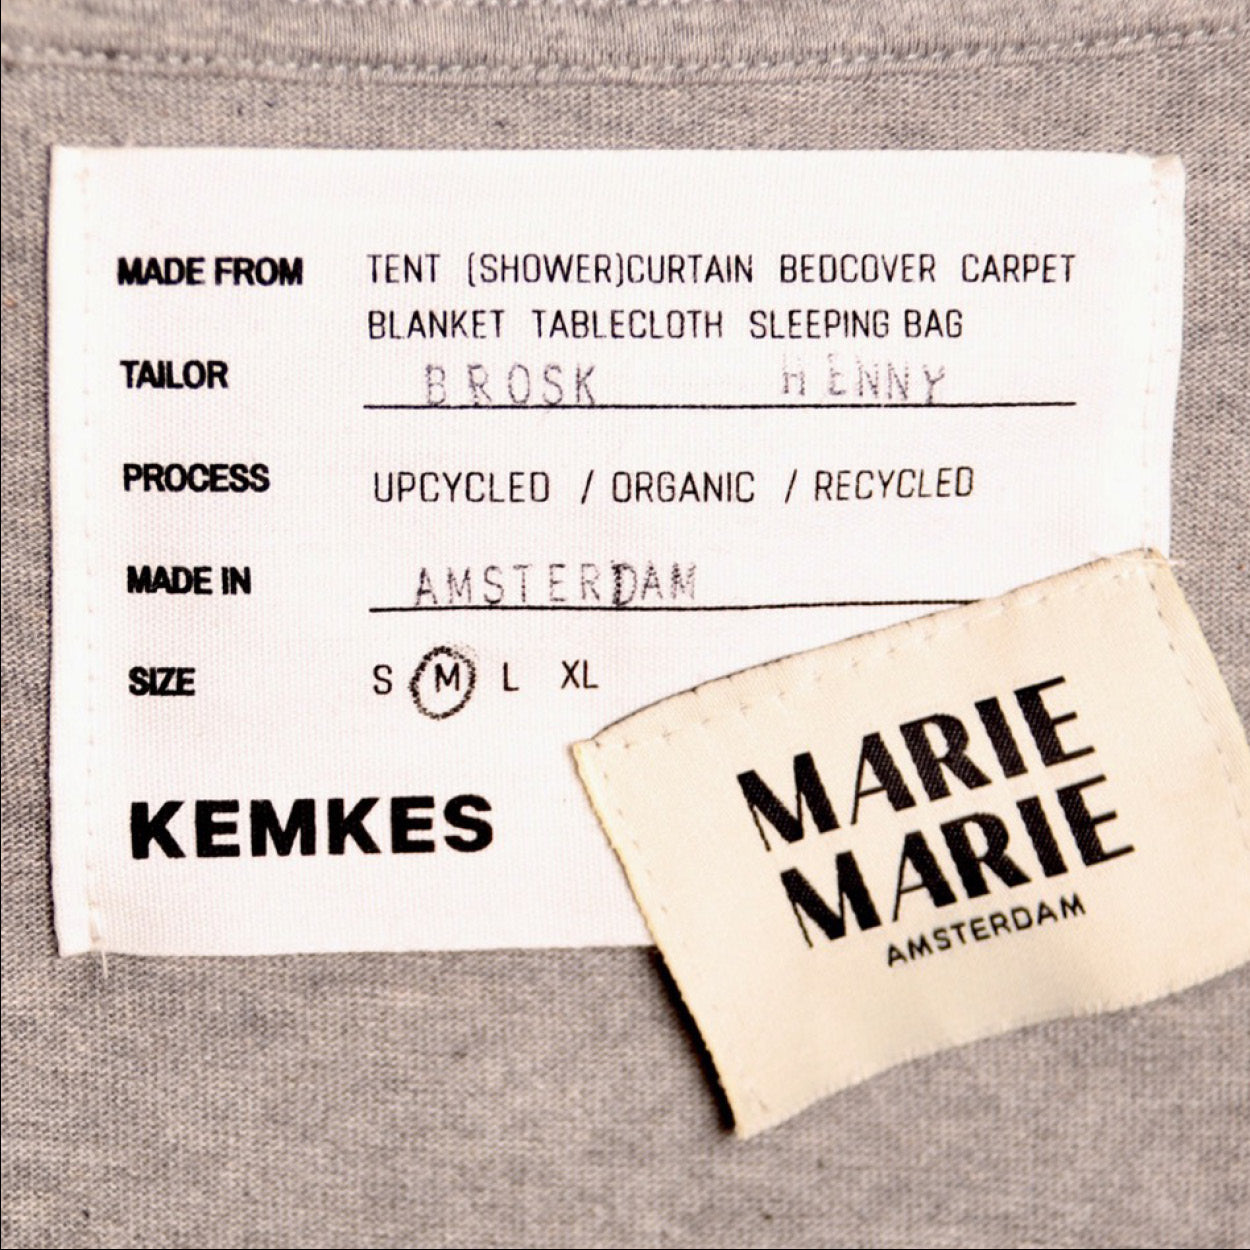 MADE FROM TENT (SHOWER)CURTAIN BEDCOVER CARPET
BLANKET TABLECLOTH SLEEPING BAG
TAILOR BROSK HENNY
PROCESS UPCYCLED / ORGANIC / RECYCLED
MADE IN AMSTERDAM
SIZE S M L XL
KEMKES
MARIE
MARIE
AMSTERDAM